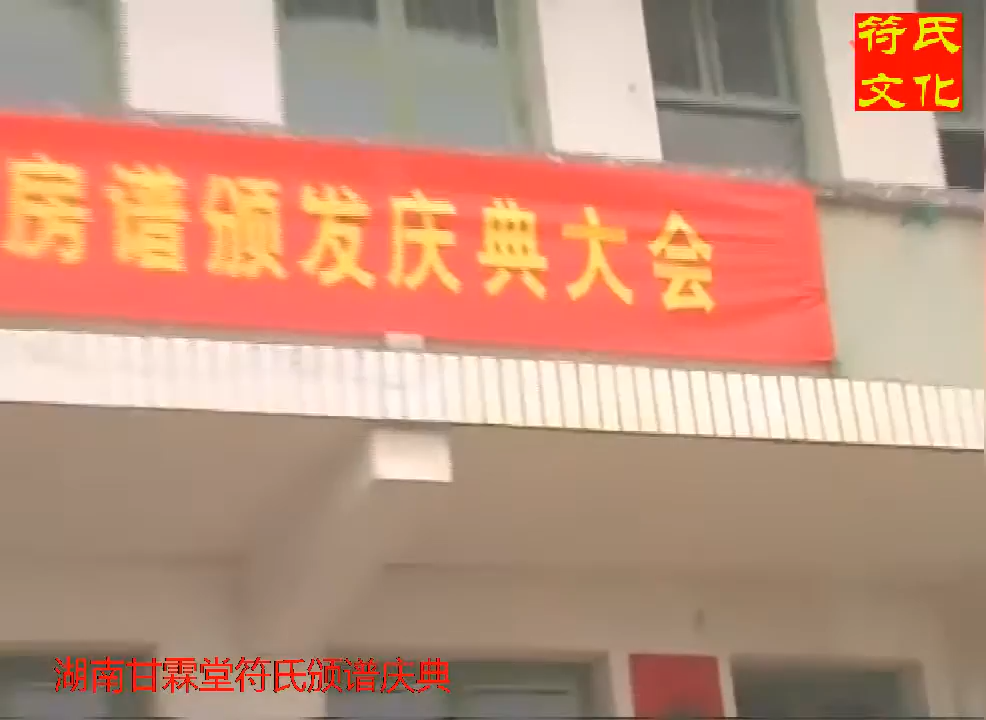 符氏
文化
房谱颁发庆典大会
湖南甘霖堂符氏颁谱庆典